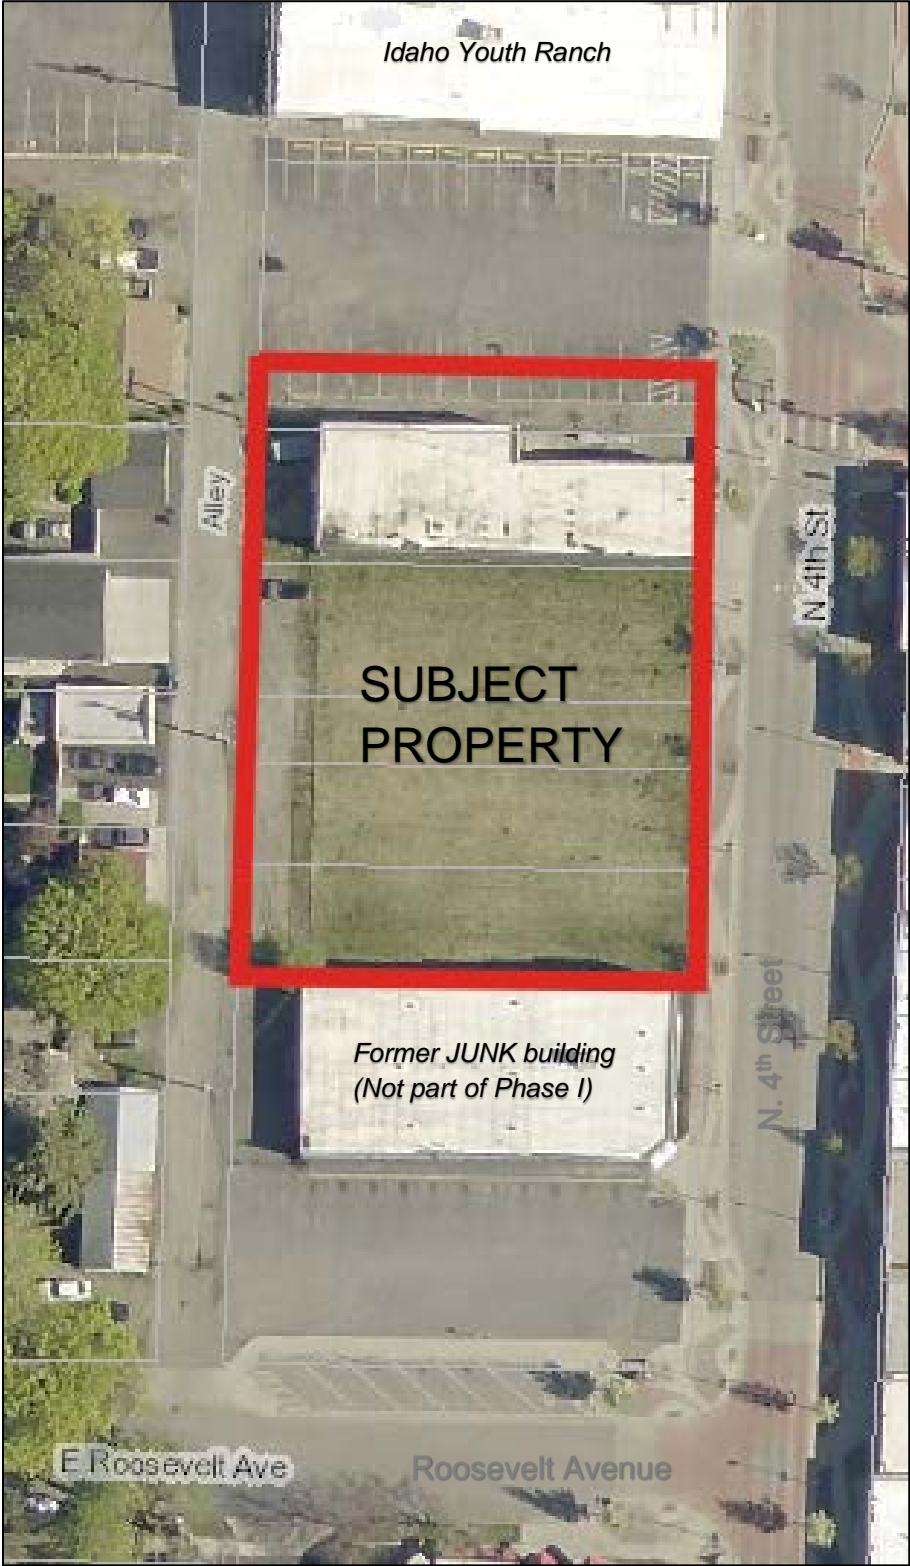 Idaho Youth Ranch
Alley
N 4th St
SUBJECT
PROPERTY
Former JUNK building
(Not part of Phase I)
N. 4th Street
E Roosevelt Ave
Roosevelt Avenue